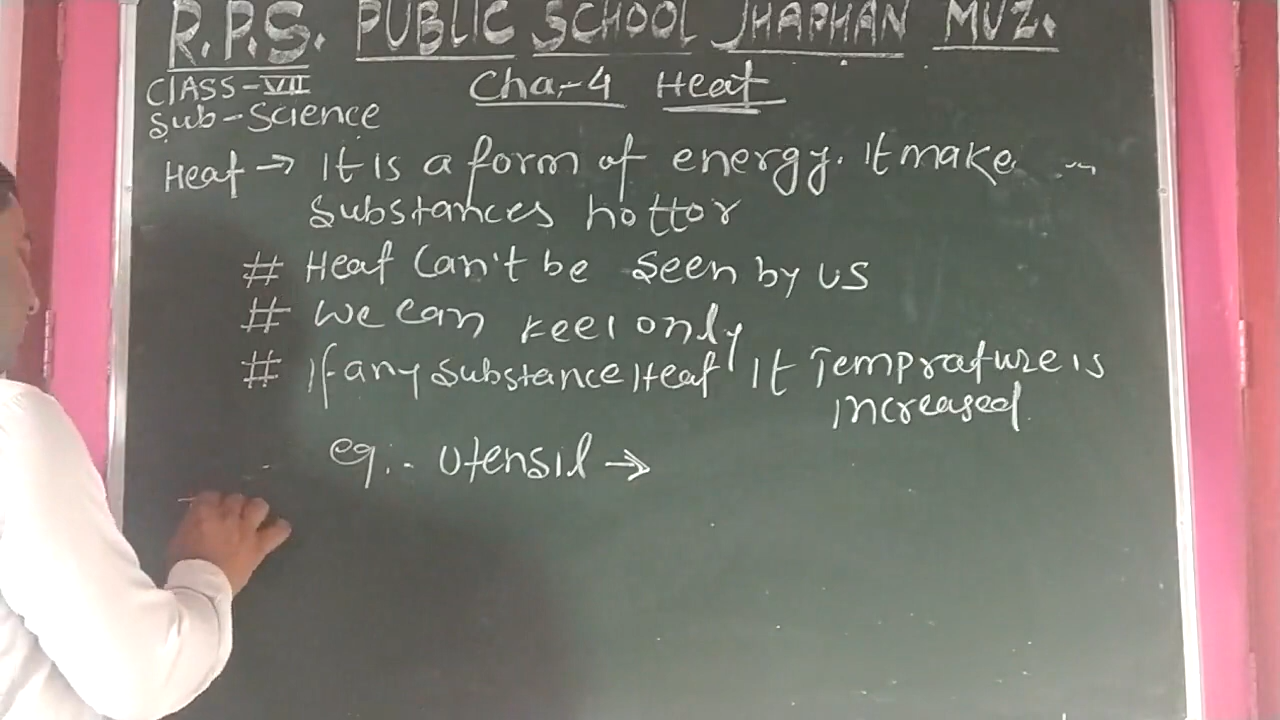 R.P.S. PUBLIC SCHOOL JHAPHAN MUZ.
CLASS-VII
Cha.-4 Heat
Sub-Science
Heat → It is a form of energy. It make
substances hottor
# Heat Can't be seen by us
# We can Feel only
# If any substance Heat It Temprature is
increased
eg:- Utensil →